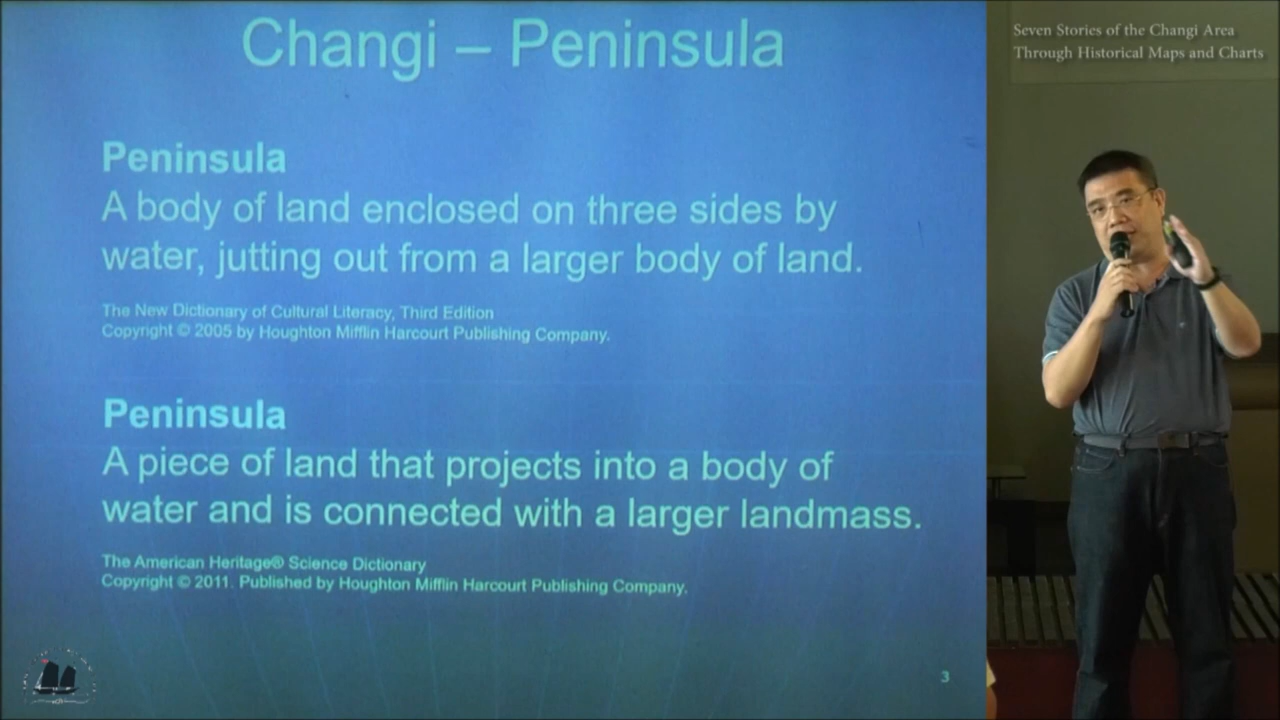 Changi – Peninsula
Peninsula
A body of land enclosed on three sides by
water, jutting out from a larger body of land.
The New Dictionary of Cultural Literacy, Third Edition
Copyright © 2005 by Houghton Mifflin Harcourt Publishing Company.
Peninsula
A piece of land that projects into a body of
water and is connected with a larger landmass.
The American Heritage® Science Dictionary
Copyright © 2011. Published by Houghton Mifflin Harcourt Publishing Company.
3
Seven Stories of the Changi Area
Through Historical Maps and Charts